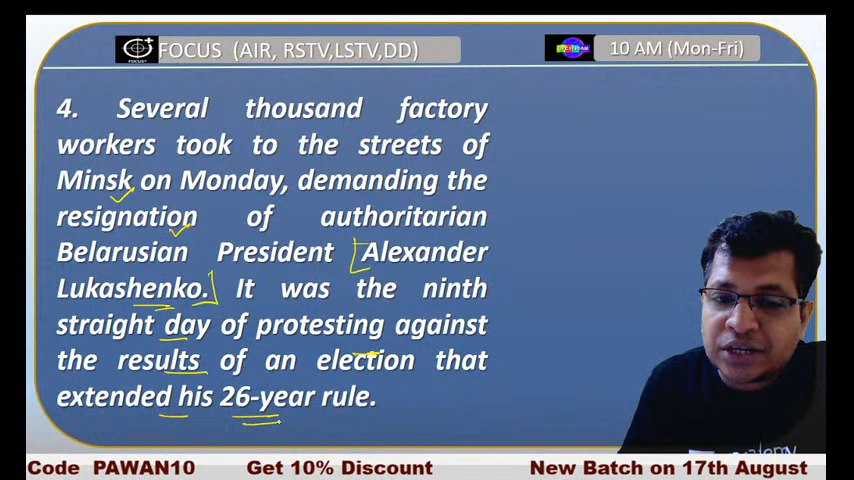 FOCUS (AIR, RSTV,LSTV,DD)
10 AM (Mon-Fri)
4. Several thousand factory
workers took to the streets of
Minsk on Monday, demanding the
resignation of authoritarian
Belarusian President Alexander
Lukashenko. It was the ninth
straight day of protesting against
the results of an election that
extended his 26-year rule.
Code PAWAN10 Get 10% Discount New Batch on 17th August